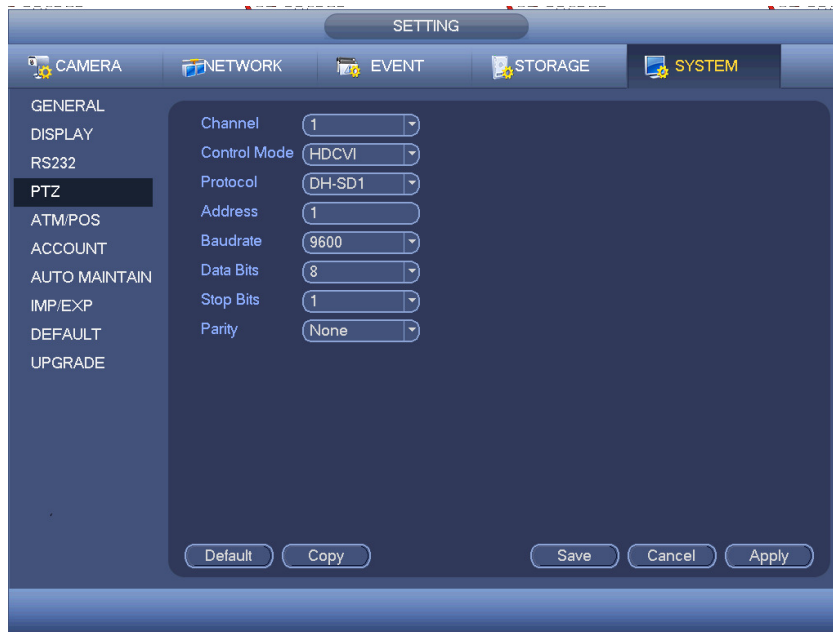 SETTING
CAMERA NETWORK EVENT STORAGE SYSTEM
GENERAL
DISPLAY
RS232
PTZ
ATM/POS
ACCOUNT
AUTO MAINTAIN
IMP/EXP
DEFAULT
UPGRADE
Channel 1
Control Mode HDCVI
Protocol DH-SD1
Address 1
Baudrate 9600
Data Bits 8
Stop Bits 1
Parity None
Default Copy Save Cancel Apply